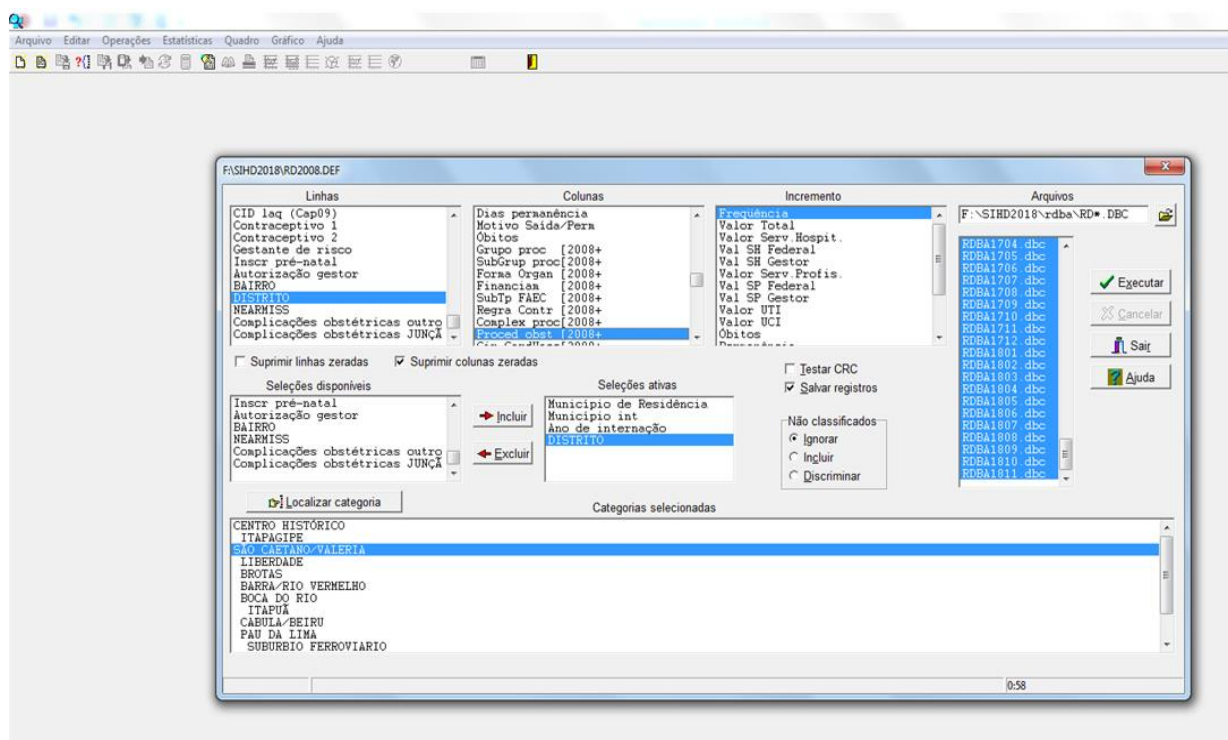 Arquivo Editar Operações Estatísticas Quadro Gráfico Ajuda
F:\SIHD2018\RD2008.DEF
Linhas
CID laq (Cap09)
Contraceptivo 1
Contraceptivo 2
Gestante de risco
Inscr pré-natal
Autorização gestor
BAIRRO
DISTRITO
NEARMISS
Complicações obstétricas outro
Complicações obstétricas JUNÇÃ
Colunas
Dias permanência
Motivo Saída/Perm
Óbitos
Grupo proc [2008+
SubGrup proc[2008+
Forma Organ [2008+
Financiam [2008+
SubTp FAEC [2008+
Regra Contr [2008+
Complex proc[2008+
Proced obst [2008+
Incremento
Frequência
Valor Total
Valor Serv.Hospit.
Val SH Federal
Val SH Gestor
Valor Serv.Profis.
Val SP Federal
Val SP Gestor
Valor UTI
Valor UCI
Óbitos
Arquivos
F:\SIHD2018\rdba\RD*.DBC
RDBA1704.dbc
RDBA1705.dbc
RDBA1706.dbc
RDBA1707.dbc
RDBA1708.dbc
RDBA1709.dbc
RDBA1710.dbc
RDBA1711.dbc
RDBA1712.dbc
RDBA1801.dbc
RDBA1802.dbc
RDBA1803.dbc
RDBA1804.dbc
RDBA1805.dbc
RDBA1806.dbc
RDBA1807.dbc
RDBA1808.dbc
RDBA1809.dbc
RDBA1810.dbc
RDBA1811.dbc
Executar
Cancelar
Sair
Ajuda
Suprimir linhas zeradas
Suprimir colunas zeradas
Testar CRC
Salvar registros
Seleções disponíveis
Inscr pré-natal
Autorização gestor
BAIRRO
NEARMISS
Complicações obstétricas outro
Complicações obstétricas JUNÇÃ
Incluir
Excluir
Seleções ativas
Município de Residência
Município int
Ano de internação
DISTRITO
Não classificados
Ignorar
Incluir
Discriminar
Localizar categoria
Categorias selecionadas
CENTRO HISTÓRICO
ITAPAGIPE
SÃO CAETANO/VALERIA
LIBERDADE
BROTAS
BARRA/RIO VERMELHO
BOCA DO RIO
ITAPUÃ
CABULA/BEIRU
PAU DA LIMA
SUBURBIO FERROVIARIO
0:58